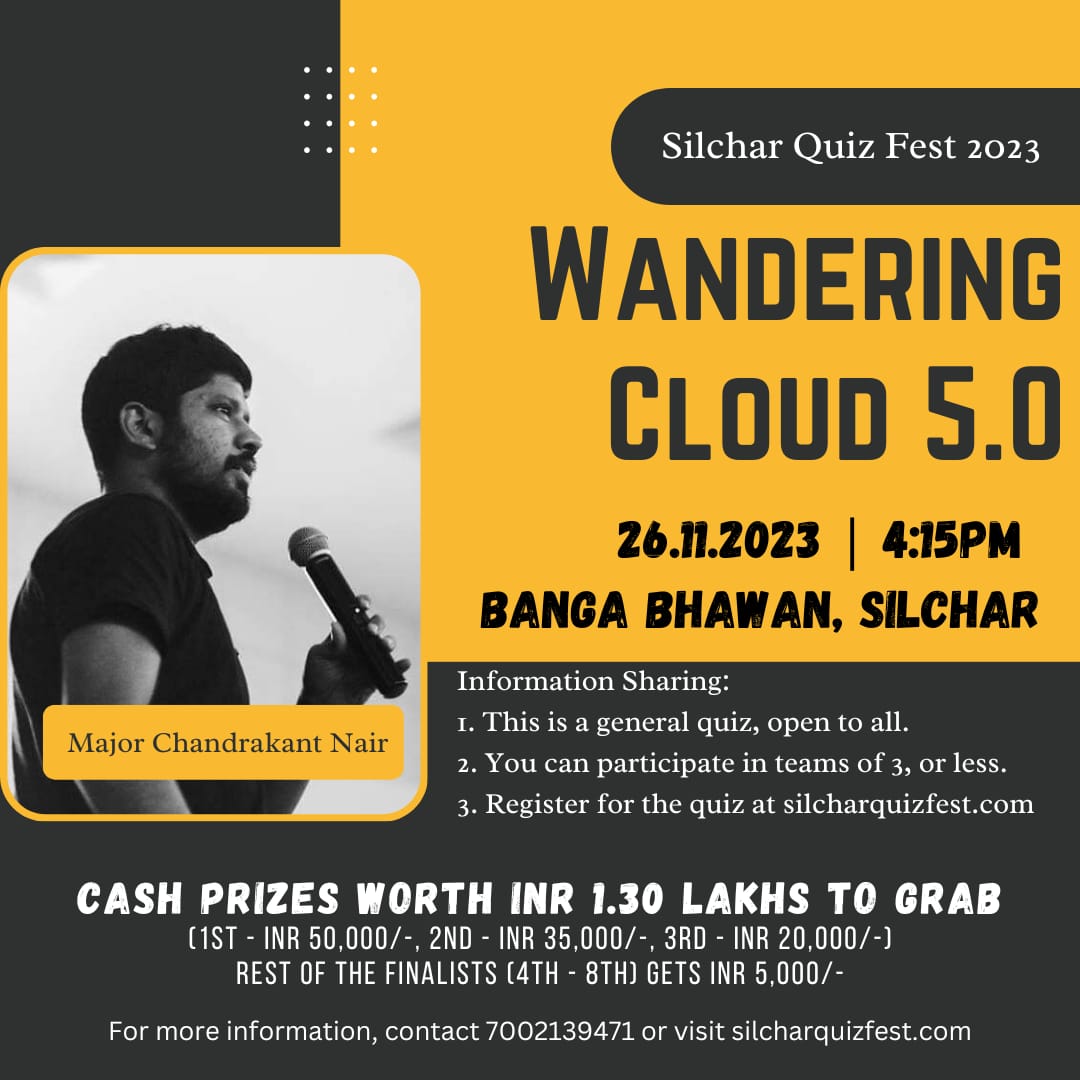 Silchar Quiz Fest 2023
Wandering
Cloud 5.0
26.11.2023 | 4:15PM
BANGA BHAWAN, SILCHAR
Major Chandrakant Nair
Information Sharing:
1. This is a general quiz, open to all.
2. You can participate in teams of 3, or less.
3. Register for the quiz at silcharquizfest.com
CASH PRIZES WORTH INR 1.30 LAKHS TO GRAB
(1ST - INR 50,000/-, 2ND - INR 35,000/-, 3RD - INR 20,000/-)
REST OF THE FINALISTS (4TH - 8TH) GETS INR 5,000/-
For more information, contact 7002139471 or visit silcharquizfest.com